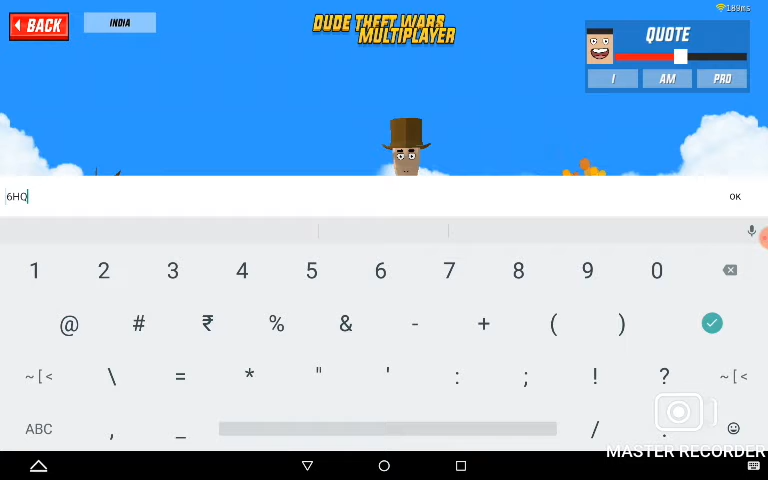 BACK
INDIA
DUDE THEFT WARS
MULTIPLAYER
189ms
QUOTE
I AM PRO
6HQ
OK
1 2 3 4 5 6 7 8 9 0
@ # ₹ % & - + ( )
~[< \ = * " ' : ; ! ? ~[<
ABC , _ / .
MASTER RECORDER